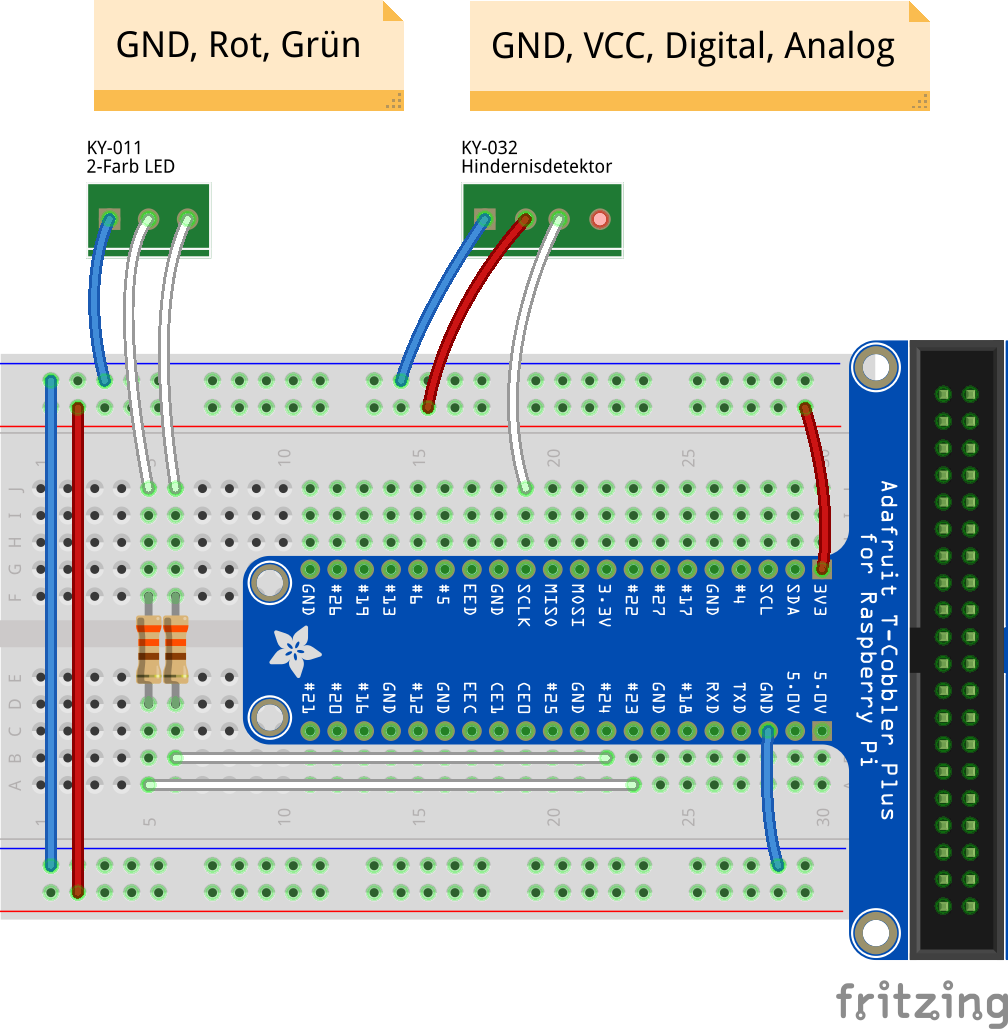 GND, Rot, Grün
GND, VCC, Digital, Analog
KY-011
2-Farb LED
KY-032
Hindernisdetektor
1 5 10 15 20 25 30
J
I
H
G
F
GND #26 #19 #13 #6 #5 EED GND SCLK MISO MOSI 3.3V #22 #27 #17 GND #4 SCL SDA 3V3
#21 #20 #16 GND #12 GND EEC CE1 CE0 #25 GND #24 #23 GND #18 RXD TXD GND 5.0V 5.0V
E
D
C
B
A
1 5 10 15 20 25 30
Adafruit T-Cobbler Plus
for Raspberry Pi
fritzing